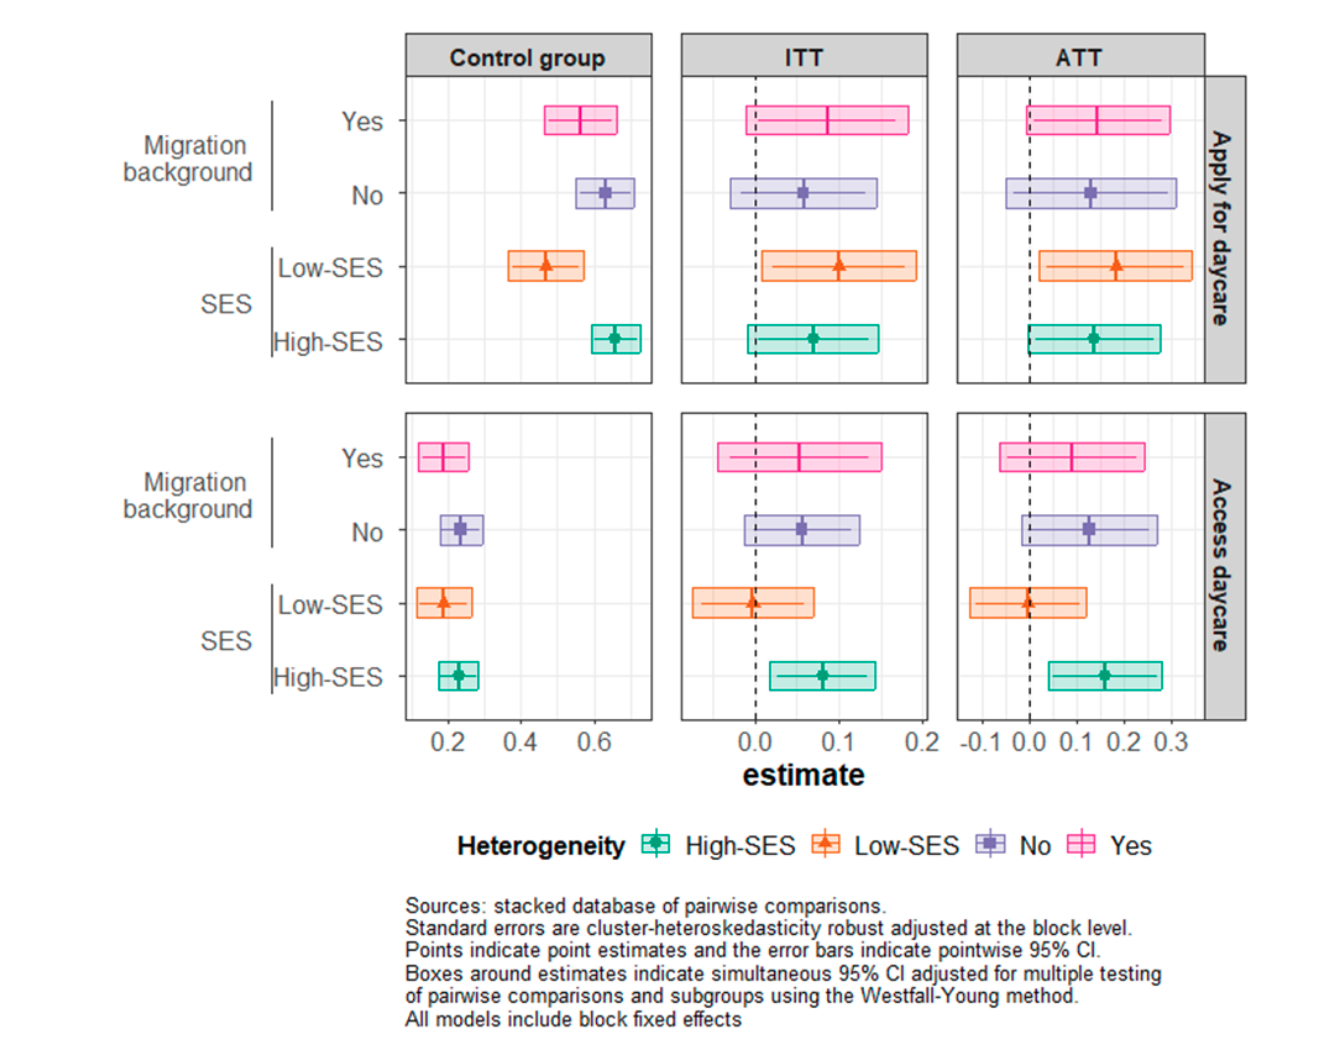 Control group
ITT
ATT
Migration
background
Yes
No
SES
Low-SES
High-SES
Apply for daycare
Migration
background
Yes
No
SES
Low-SES
High-SES
Access daycare
0.2 0.4 0.6
0.0 0.1 0.2
-0.1 0.0 0.1 0.2 0.3
estimate
Heterogeneity High-SES Low-SES No Yes
Sources: stacked database of pairwise comparisons.
Standard errors are cluster-heteroskedasticity robust adjusted at the block level.
Points indicate point estimates and the error bars indicate pointwise 95% CI.
Boxes around estimates indicate simultaneous 95% CI adjusted for multiple testing
of pairwise comparisons and subgroups using the Westfall-Young method.
All models include block fixed effects